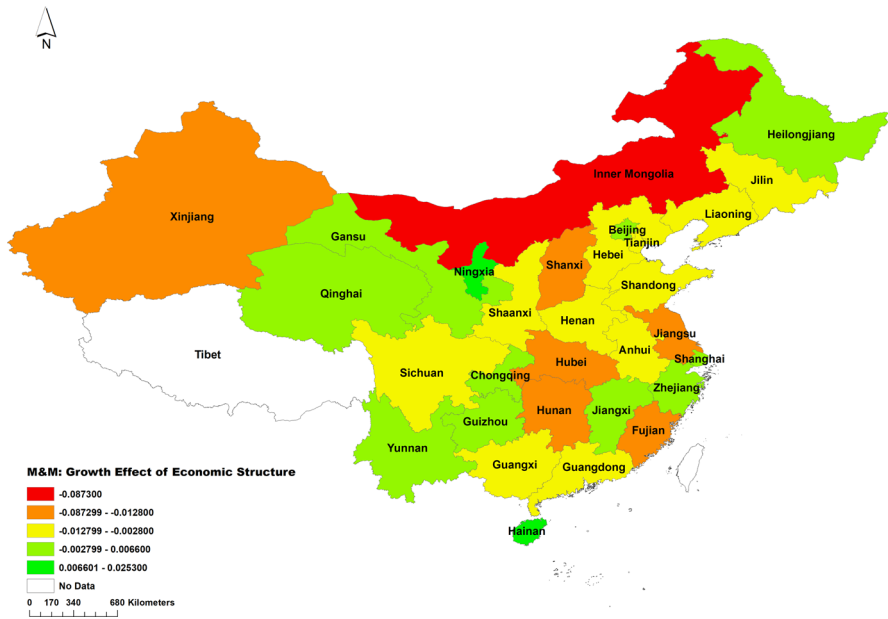 N
Heilongjiang
Inner Mongolia
Jilin
Xinjiang
Liaoning
Beijing
Gansu
Tianjin
Hebei
Ningxia
Shanxi
Shandong
Qinghai
Shaanxi
Henan
Jiangsu
Anhui
Tibet
Shanghai
Hubei
Sichuan
Chongqing
Zhejiang
Hunan
Jiangxi
Guizhou
Fujian
Yunnan
Guangxi
Guangdong
Hainan
M&M: Growth Effect of Economic Structure
-0.087300
-0.087299 - -0.012800
-0.012799 - -0.002800
-0.002799 - 0.006600
0.006601 - 0.025300
No Data
0 170 340 680 Kilometers